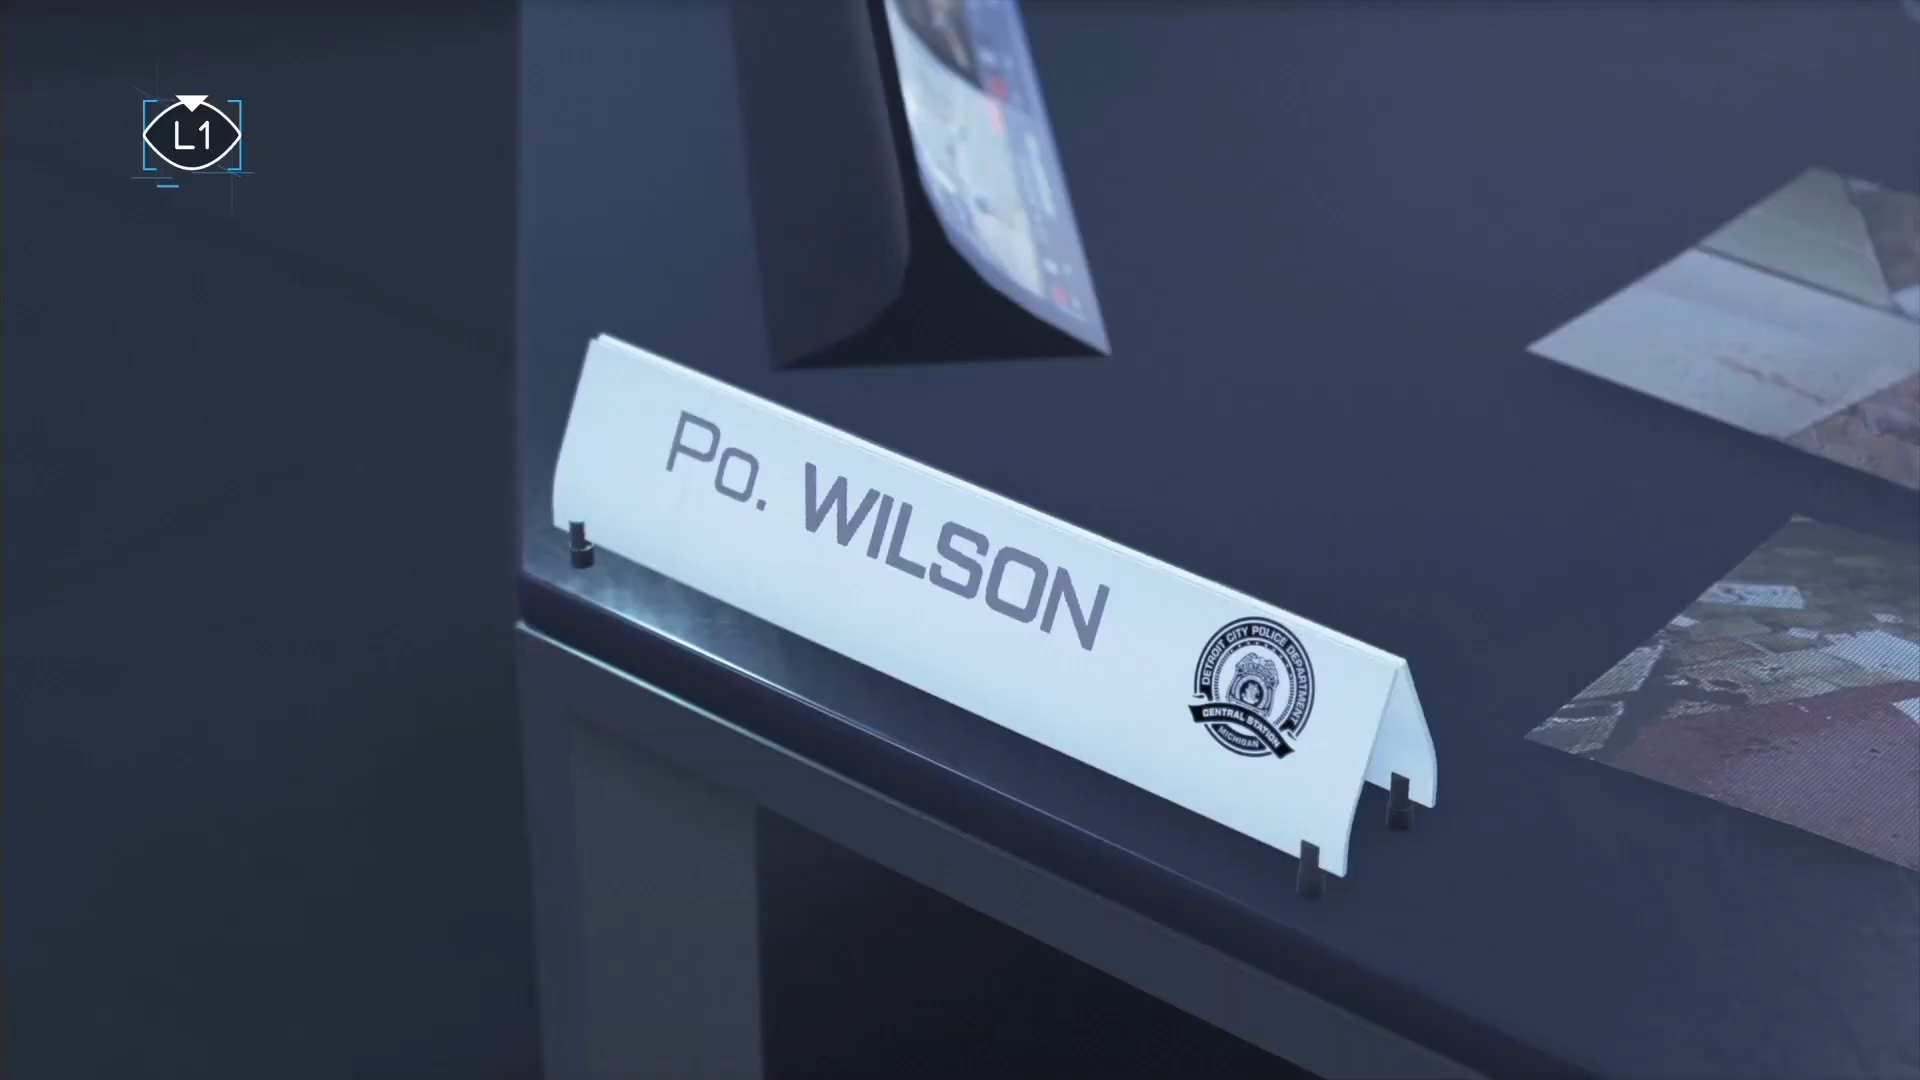 L1
Po. WILSON
DETROIT CITY POLICE DEPARTMENT
CENTRAL STATION
MICHIGAN